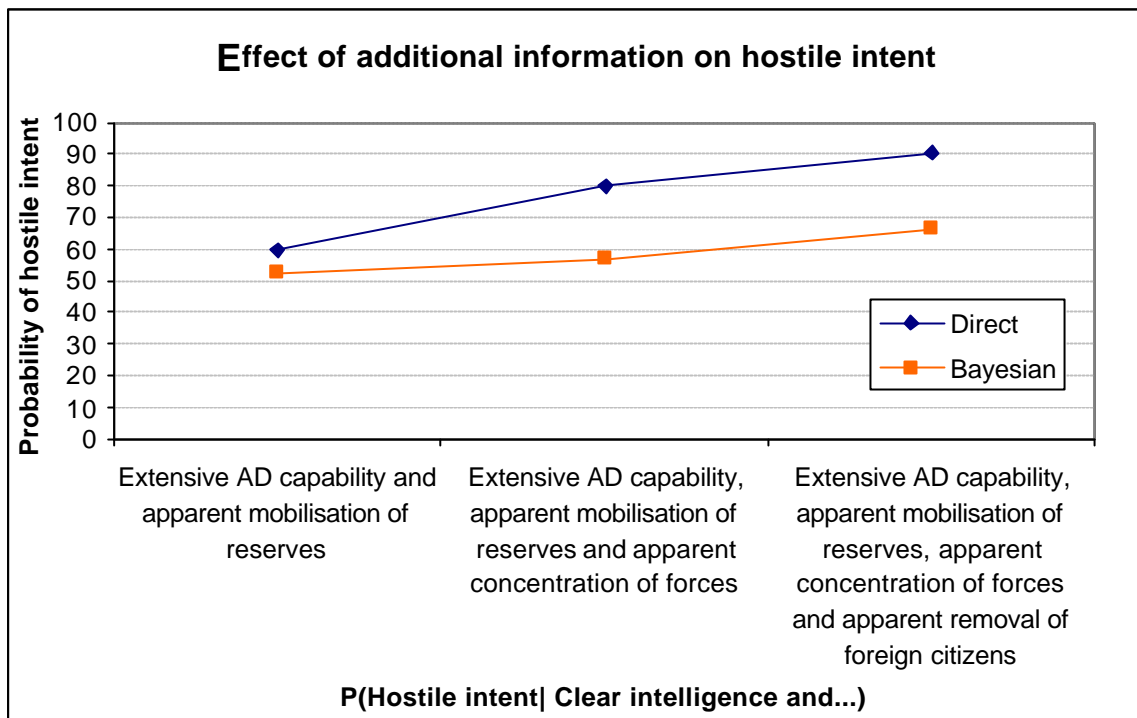 Effect of additional information on hostile intent
Probability of hostile intent
100
90
80
70
60
50
40
30
20
10
0
Direct
Bayesian
Extensive AD capability and
apparent mobilisation of
reserves
Extensive AD capability,
apparent mobilisation of
reserves and apparent
concentration of forces
Extensive AD capability,
apparent mobilisation of
reserves, apparent
concentration of forces
and apparent removal of
foreign citizens
P(Hostile intent| Clear intelligence and...)